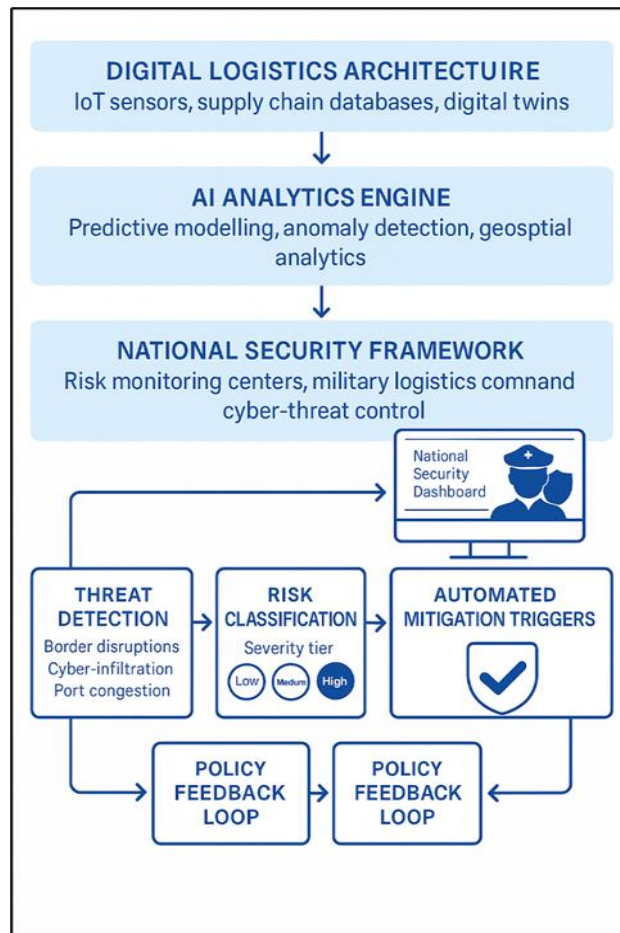 DIGITAL LOGISTICS ARCHITECTUIRE
IoT sensors, supply chain databases, digital twins
AI ANALYTICS ENGINE
Predictive modelling, anomaly detection, geosptial
analytics
NATIONAL SECURITY FRAMEWORK
Risk monitoring centers, military logistics comnand
cyber-threat control
National
Security
Dashboard
THREAT
DETECTION
Border disruptions
Cyber-infiltration
Port congestion
RISK
CLASSIFICATION
Severity tier
Low Medum High
AUTOMATED
MITIGATION TRIGGERS
POLICY
FEEDBACK
LOOP
POLICY
FEEDBACK
LOOP